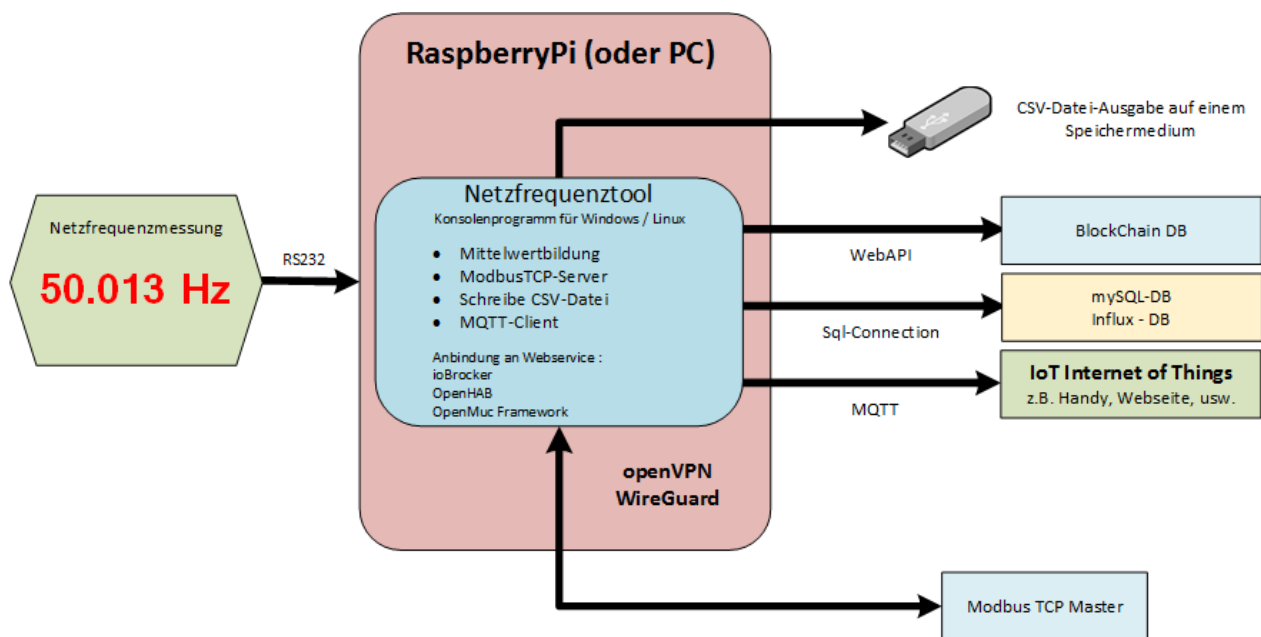 RaspberryPi (oder PC)
CSV-Datei-Ausgabe auf einem
Speichermedium
Netzfrequenzmessung
50.013 Hz
RS232
Netzfrequenztool
Konsolenprogramm für Windows / Linux
• Mittelwertbildung
• ModbusTCP-Server
• Schreibe CSV-Datei
• MQTT-Client
Anbindung an Webservice :
ioBrocker
OpenHAB
OpenMuc Framework
BlockChain DB
WebAPI
mySQL-DB
Influx - DB
Sql-Connection
IoT Internet of Things
z.B. Handy, Webseite, usw.
MQTT
openVPN
WireGuard
Modbus TCP Master